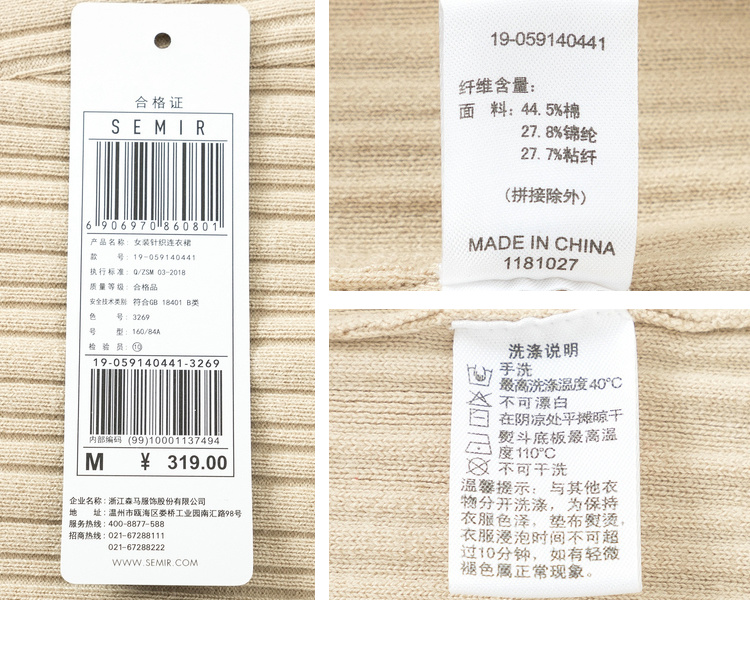 合格证
SEMIR
6 906970 860801
产品名称: 女装针织连衣裙
款 号: 19-059140441
执行标准: Q/ZSM 03-2018
质量等级: 合格品
安全技术类别 符合GB 18401 B类
色 号: 3269
号 型: 160/84A
检 验 员: 10
19-059140441-3269
内部编码 (99)10001137494
M ¥ 319.00
企业名称: 浙江森马服饰股份有限公司
地 址: 温州市瓯海区娄桥工业园南汇路98号
服务热线: 400-8877-588
招商热线: 021-67288111
021-67288222
WWW.SEMIR.COM
19-059140441
纤维含量:
面 料: 44.5%棉
27.8%锦纶
27.7%粘纤
(拼接除外)
MADE IN CHINA
1181027
洗涤说明
手洗
最高洗涤温度40℃
不可漂白
在阴凉处平摊晾干
熨斗底板最高温
度110℃
不可干洗
温馨提示: 与其他衣
物分开洗涤, 为保持
衣服色泽, 垫布熨烫,
衣服浸泡时间不可超
过10分钟, 如有轻微
褪色属正常现象。